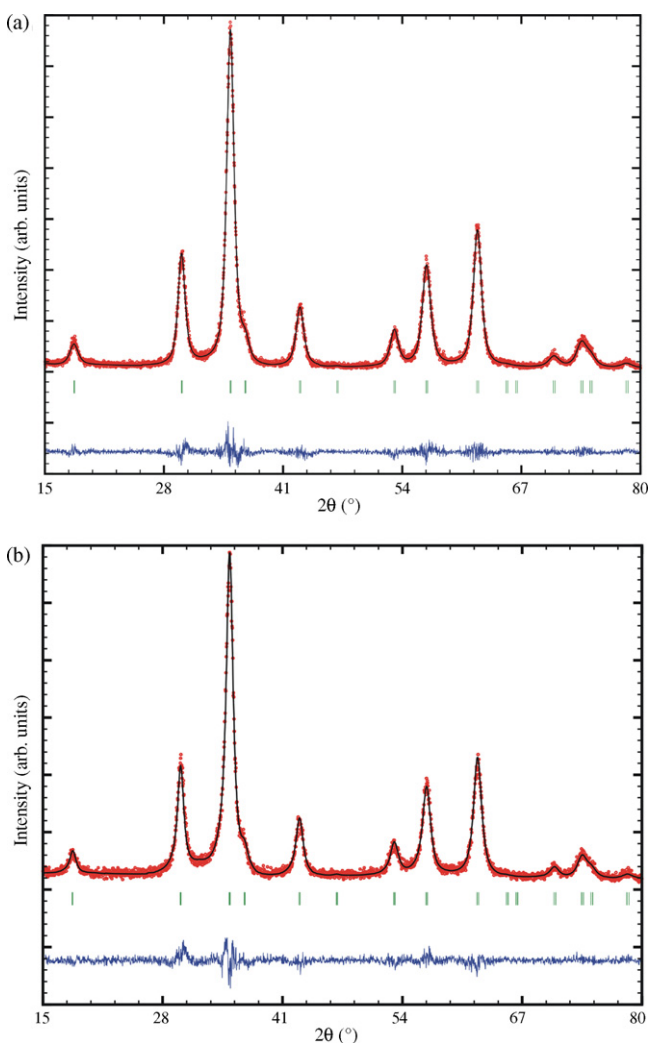 (a)
Intensity (arb. units)
15 28 41 54 67 80
2θ (°)
(b)
Intensity (arb. units)
15 28 41 54 67 80
2θ (°)